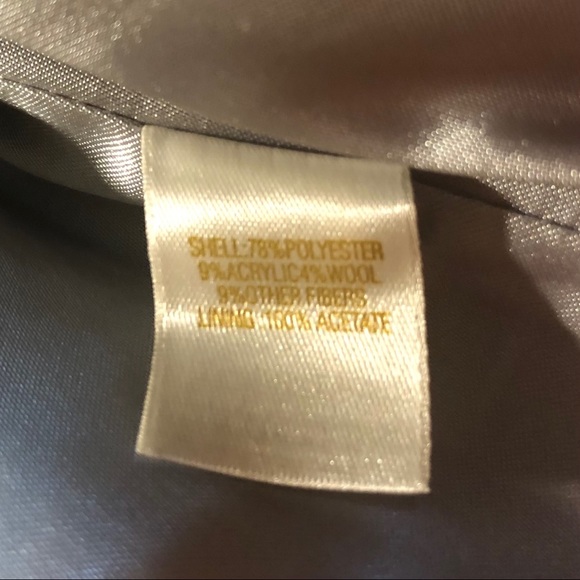 SHELL:78%POLYESTER
9%ACRYLIC4%WOOL
9%OTHER FIBERS
LINING 100% ACETATE